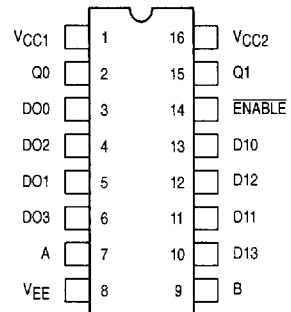 VCC1 1 16 VCC2
Q0 2 15 Q1
DO0 3 14 ENABLE
DO2 4 13 D10
DO1 5 12 D12
DO3 6 11 D11
A 7 10 D13
VEE 8 9 B